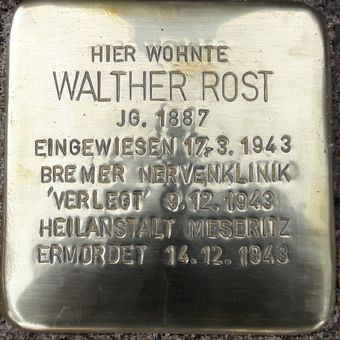 HIER WOHNTE
WALTHER ROST
JG. 1887
EINGEWIESEN 17.3.1943
BREMER NERVENKLINIK
'VERLEGT' 9.12.1943
HEILANSTALT MESERITZ
ERMORDET 14.12.1943